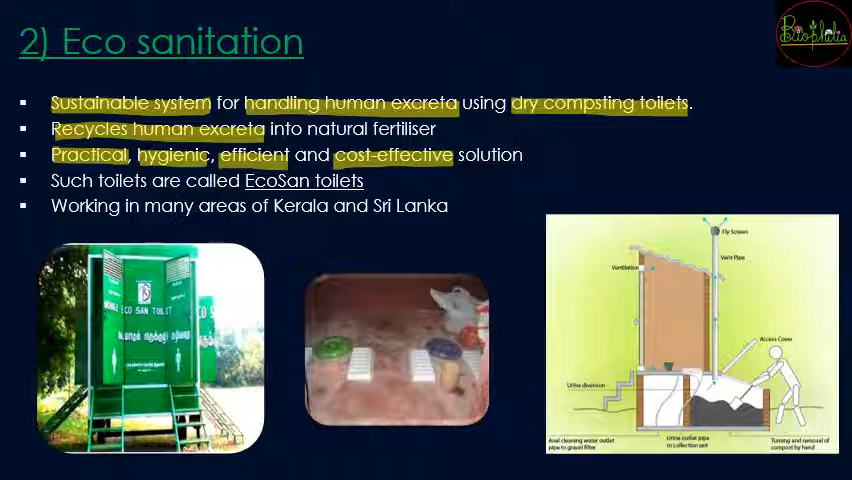 2) Eco sanitation
Biophilia
▪ Sustainable system for handling human excreta using dry compsting toilets.
▪ Recycles human excreta into natural fertiliser
▪ Practical, hygienic, efficient and cost-effective solution
▪ Such toilets are called EcoSan toilets
▪ Working in many areas of Kerala and Sri Lanka
MOBILE ECO SAN TOILET
Fly Screen
Ventilation
Vent Pipe
Access Cover
Urine diversion
Anal cleansing water outlet
pipe to gravel filter
Urine outlet pipe
to collection pot
Turning and removal of
compost by hand